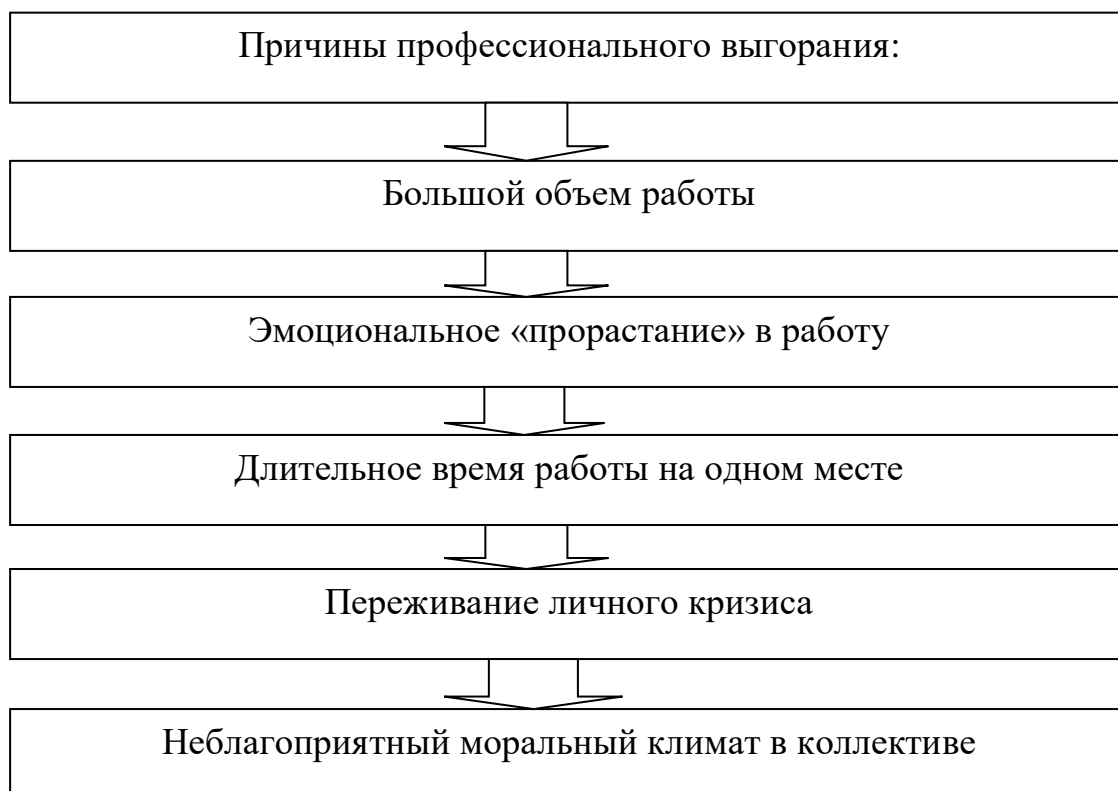 Причины профессионального выгорания:
Большой объем работы
Эмоциональное «прорастание» в работу
Длительное время работы на одном месте
Переживание личного кризиса
Неблагоприятный моральный климат в коллективе